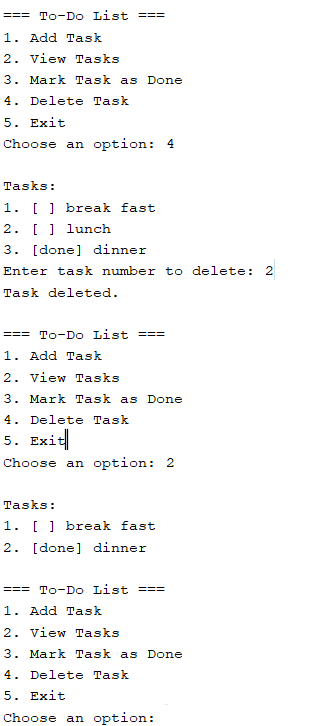 === To-Do List ===
1. Add Task
2. View Tasks
3. Mark Task as Done
4. Delete Task
5. Exit
Choose an option: 4
Tasks:
1. [ ] break fast
2. [ ] lunch
3. [done] dinner
Enter task number to delete: 2
Task deleted.
=== To-Do List ===
1. Add Task
2. View Tasks
3. Mark Task as Done
4. Delete Task
5. Exit
Choose an option: 2
Tasks:
1. [ ] break fast
2. [done] dinner
=== To-Do List ===
1. Add Task
2. View Tasks
3. Mark Task as Done
4. Delete Task
5. Exit
Choose an option: